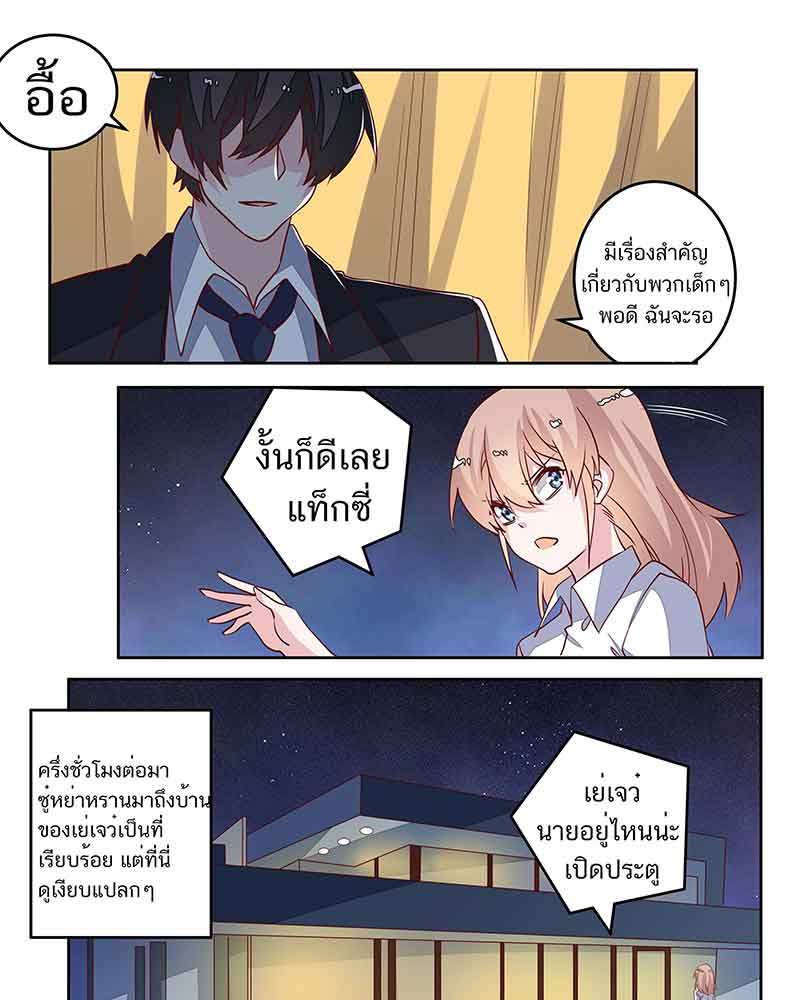 อื้อ
มีเรื่องสำคัญ
เกี่ยวกับพวกเด็กๆ
พอดี ฉันจะรอ
งั้นก็ดีเลย
แท็กซี่
ครึ่งชั่วโมงต่อมา
ซู๋หย่าหรานมาถึงบ้าน
ของเย่เจว๋เป็นที่
เรียบร้อย แต่ที่นี่
ดูเงียบแปลกๆ
เย่เจว๋
นายอยู่ไหนน่ะ
เปิดประตู